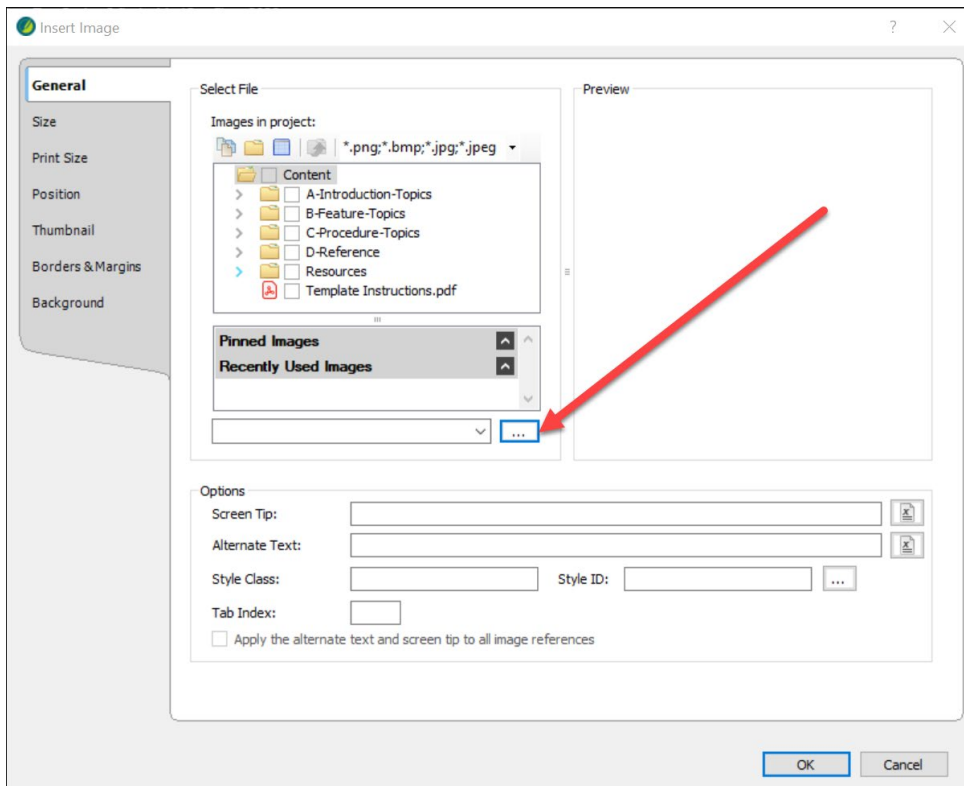 Insert Image
?
General
Size
Print Size
Position
Thumbnail
Borders & Margins
Background
Select File
Images in project:
*.png;*.bmp;*.jpg;*.jpeg
Content
A-Introduction-Topics
B-Feature-Topics
C-Procedure-Topics
D-Reference
Resources
Template Instructions.pdf
Pinned Images
Recently Used Images
...
Preview
Options
Screen Tip:
Alternate Text:
Style Class:
Style ID:
...
Tab Index:
Apply the alternate text and screen tip to all image references
OK
Cancel